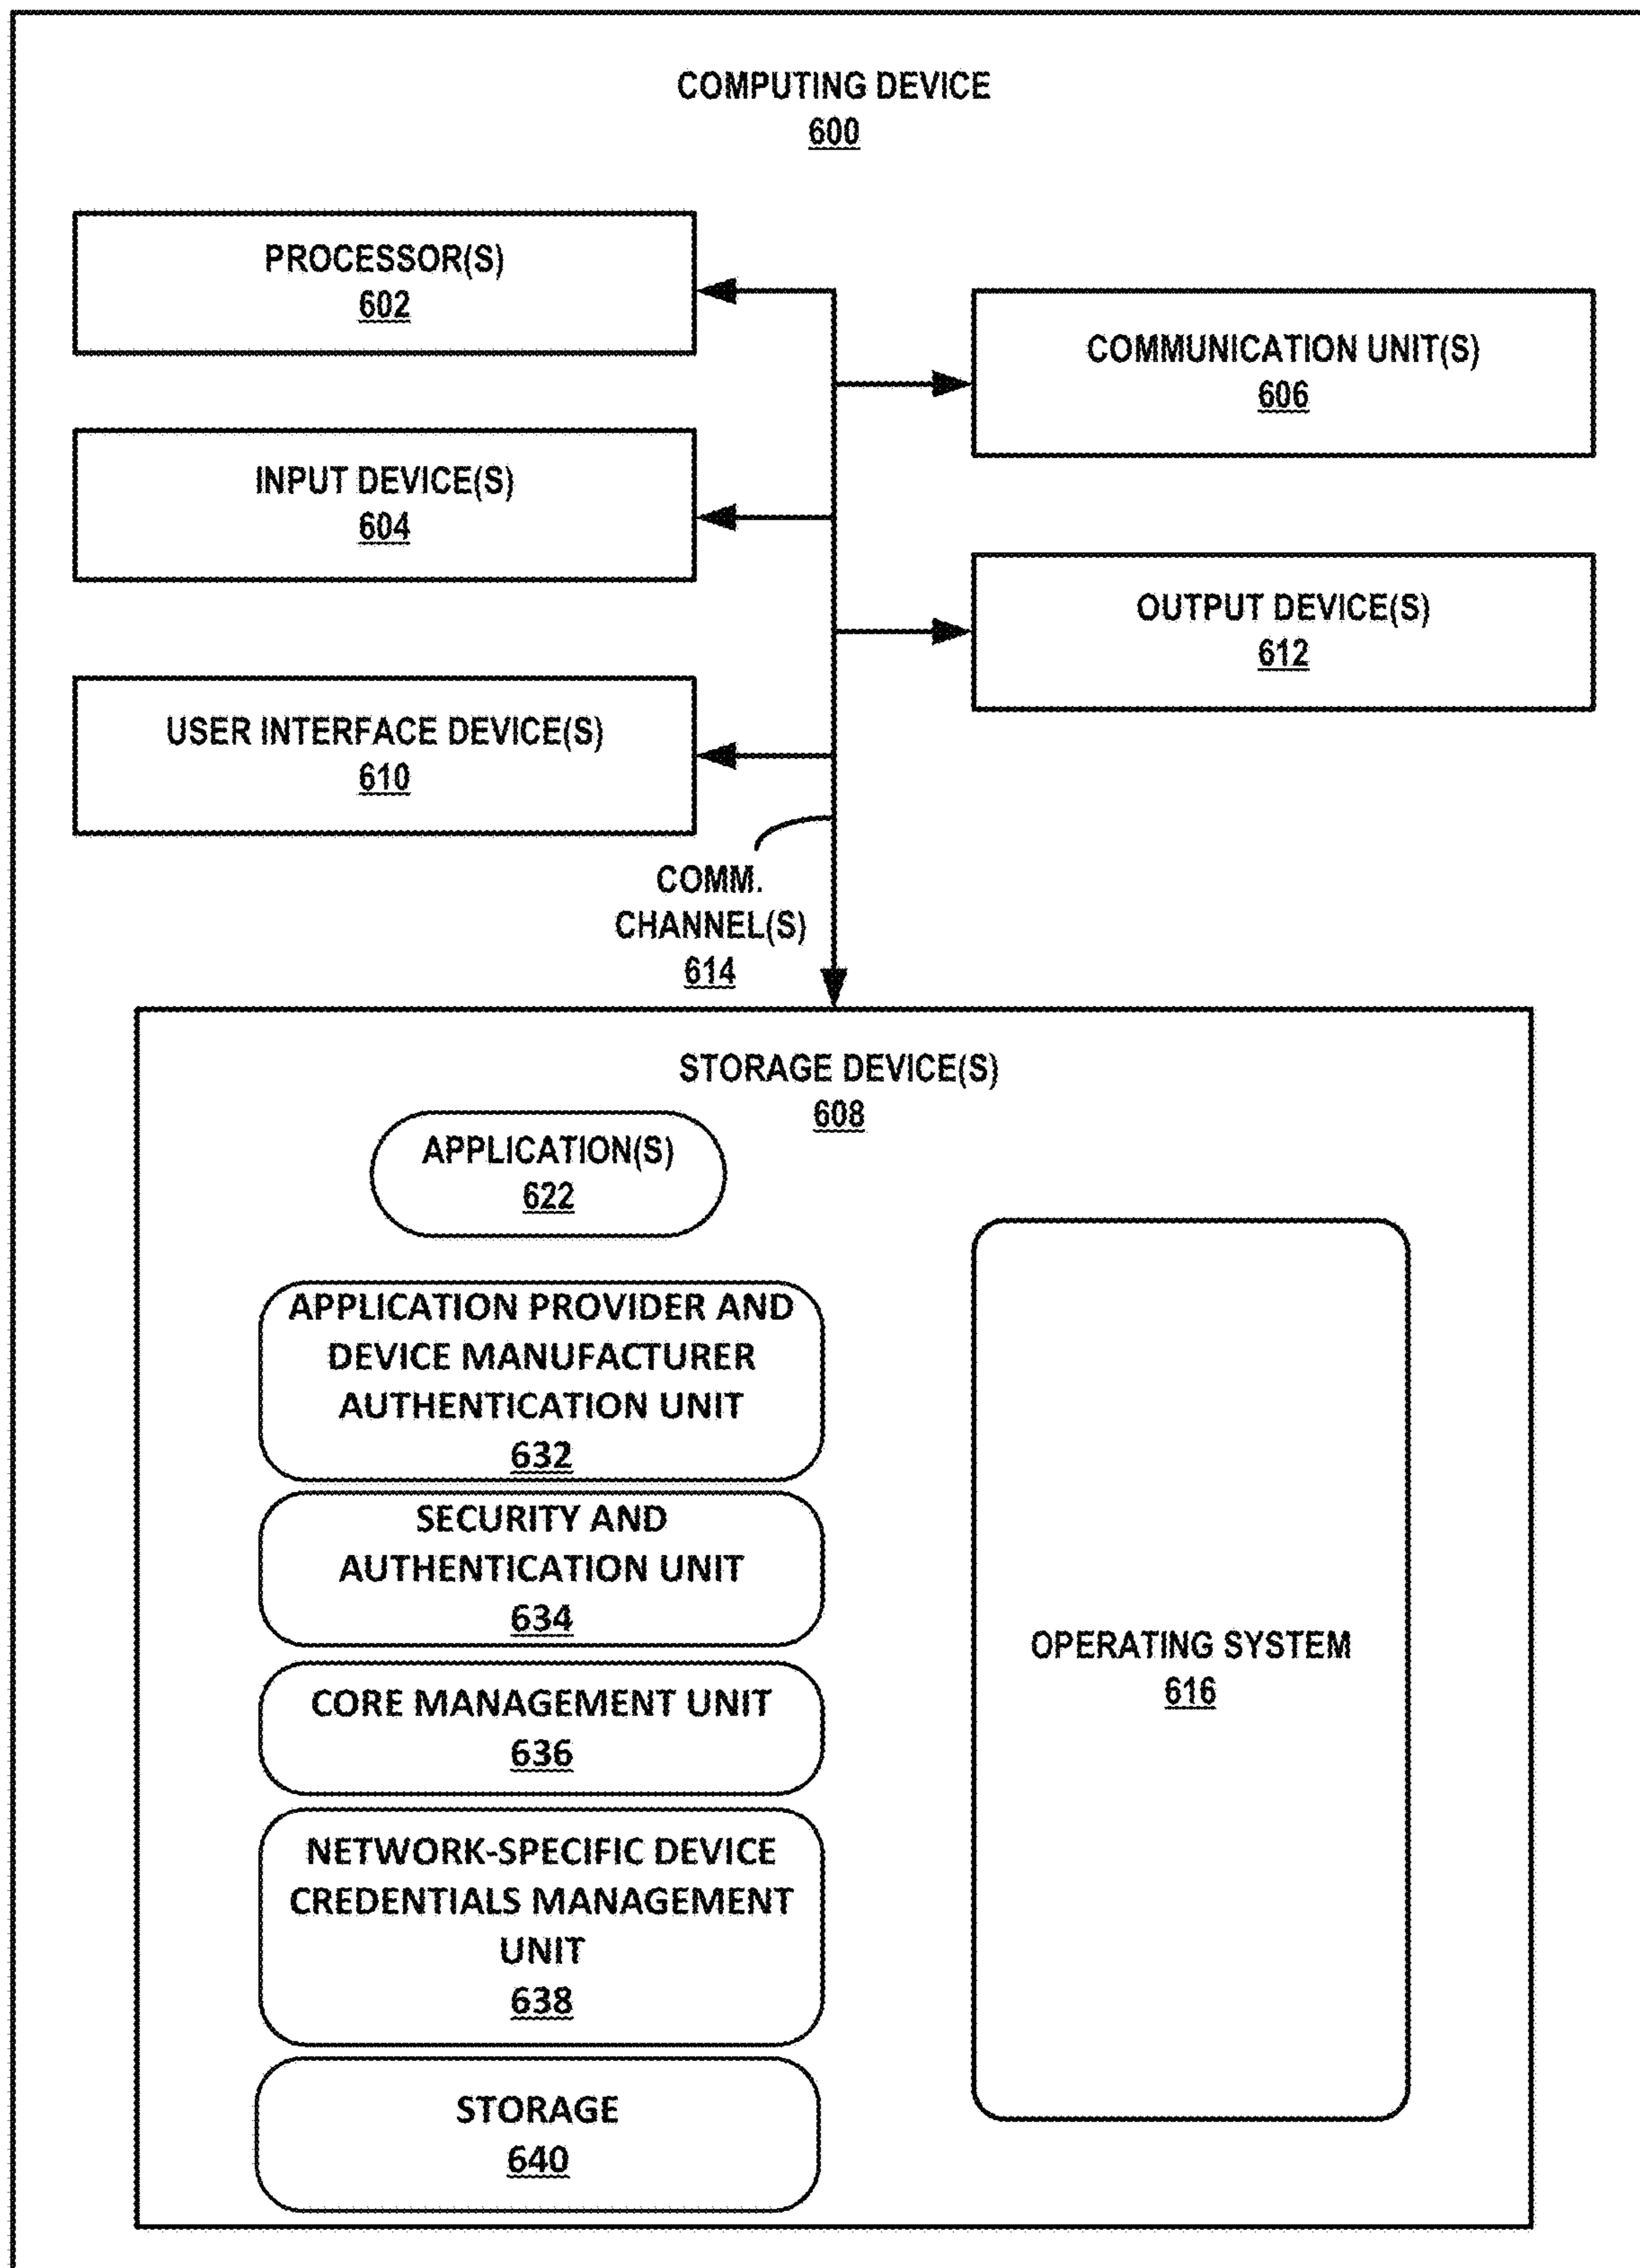 COMPUTING DEVICE
600
PROCESSOR(S)
602
COMMUNICATION UNIT(S)
606
INPUT DEVICE(S)
604
OUTPUT DEVICE(S)
612
USER INTERFACE DEVICE(S)
610
COMM.
CHANNEL(S)
614
STORAGE DEVICE(S)
608
APPLICATION(S)
622
APPLICATION PROVIDER AND
DEVICE MANUFACTURER
AUTHENTICATION UNIT
632
SECURITY AND
AUTHENTICATION UNIT
634
CORE MANAGEMENT UNIT
636
NETWORK-SPECIFIC DEVICE
CREDENTIALS MANAGEMENT
UNIT
638
STORAGE
640
OPERATING SYSTEM
616